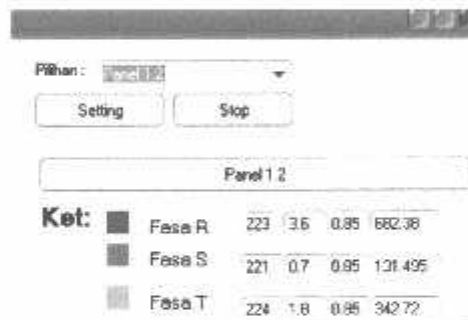 Pilihan : Panel 1 2
Setting Stop
Panel 1 2
Ket: Fasa R 223 3.6 0.85 682.38
Fasa S 221 0.7 0.85 131.495
Fasa T 224 1.8 0.85 342.72